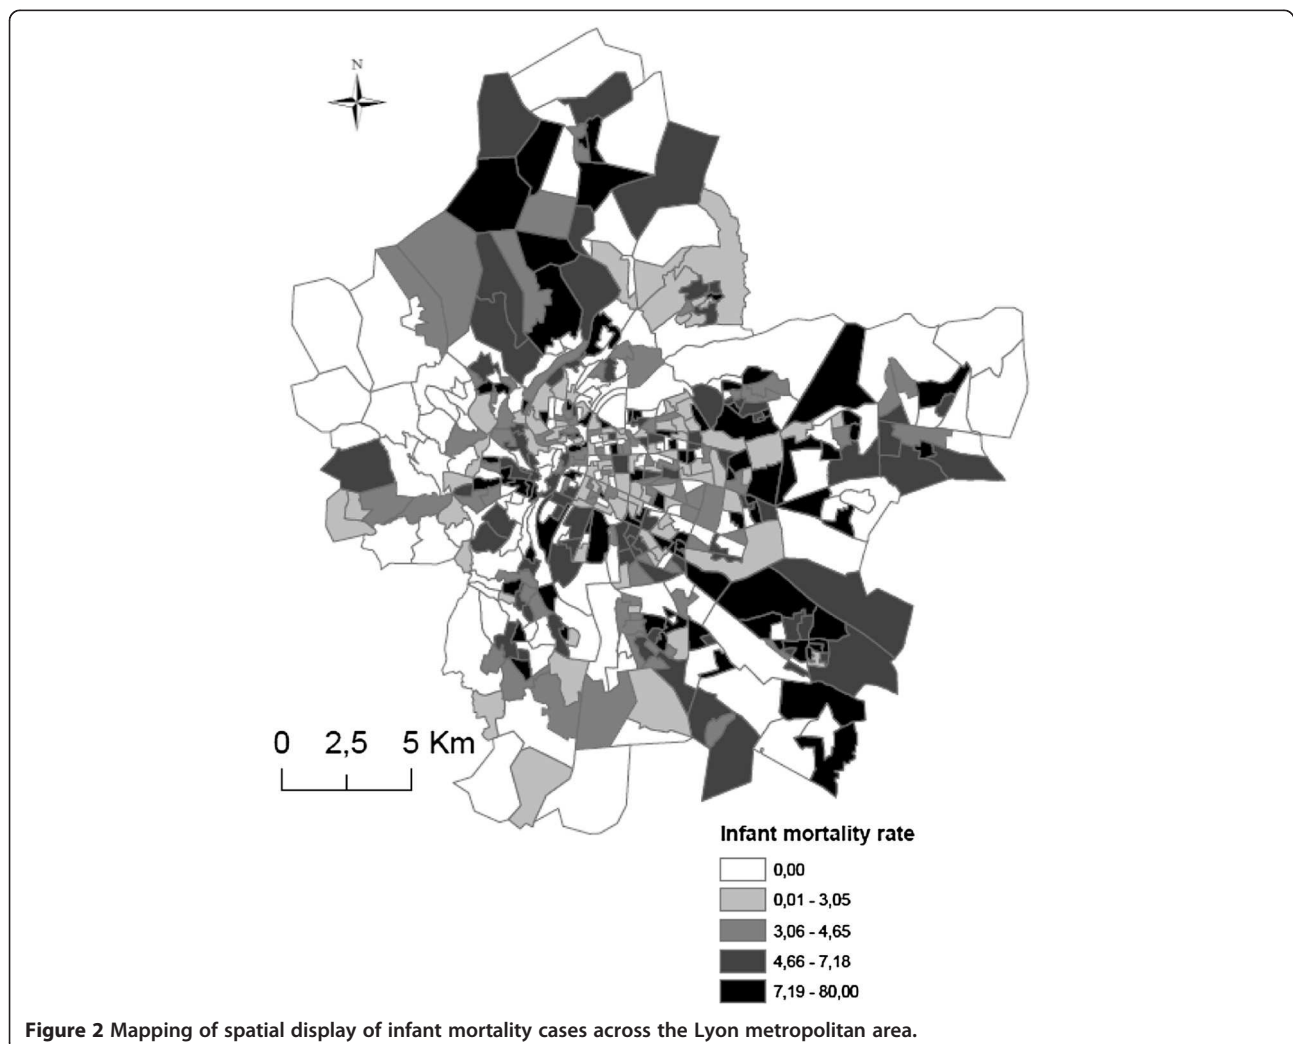 N
0 2,5 5 Km
Infant mortality rate
0,00
0,01 - 3,05
3,06 - 4,65
4,66 - 7,18
7,19 - 80,00
Figure 2 Mapping of spatial display of infant mortality cases across the Lyon metropolitan area.